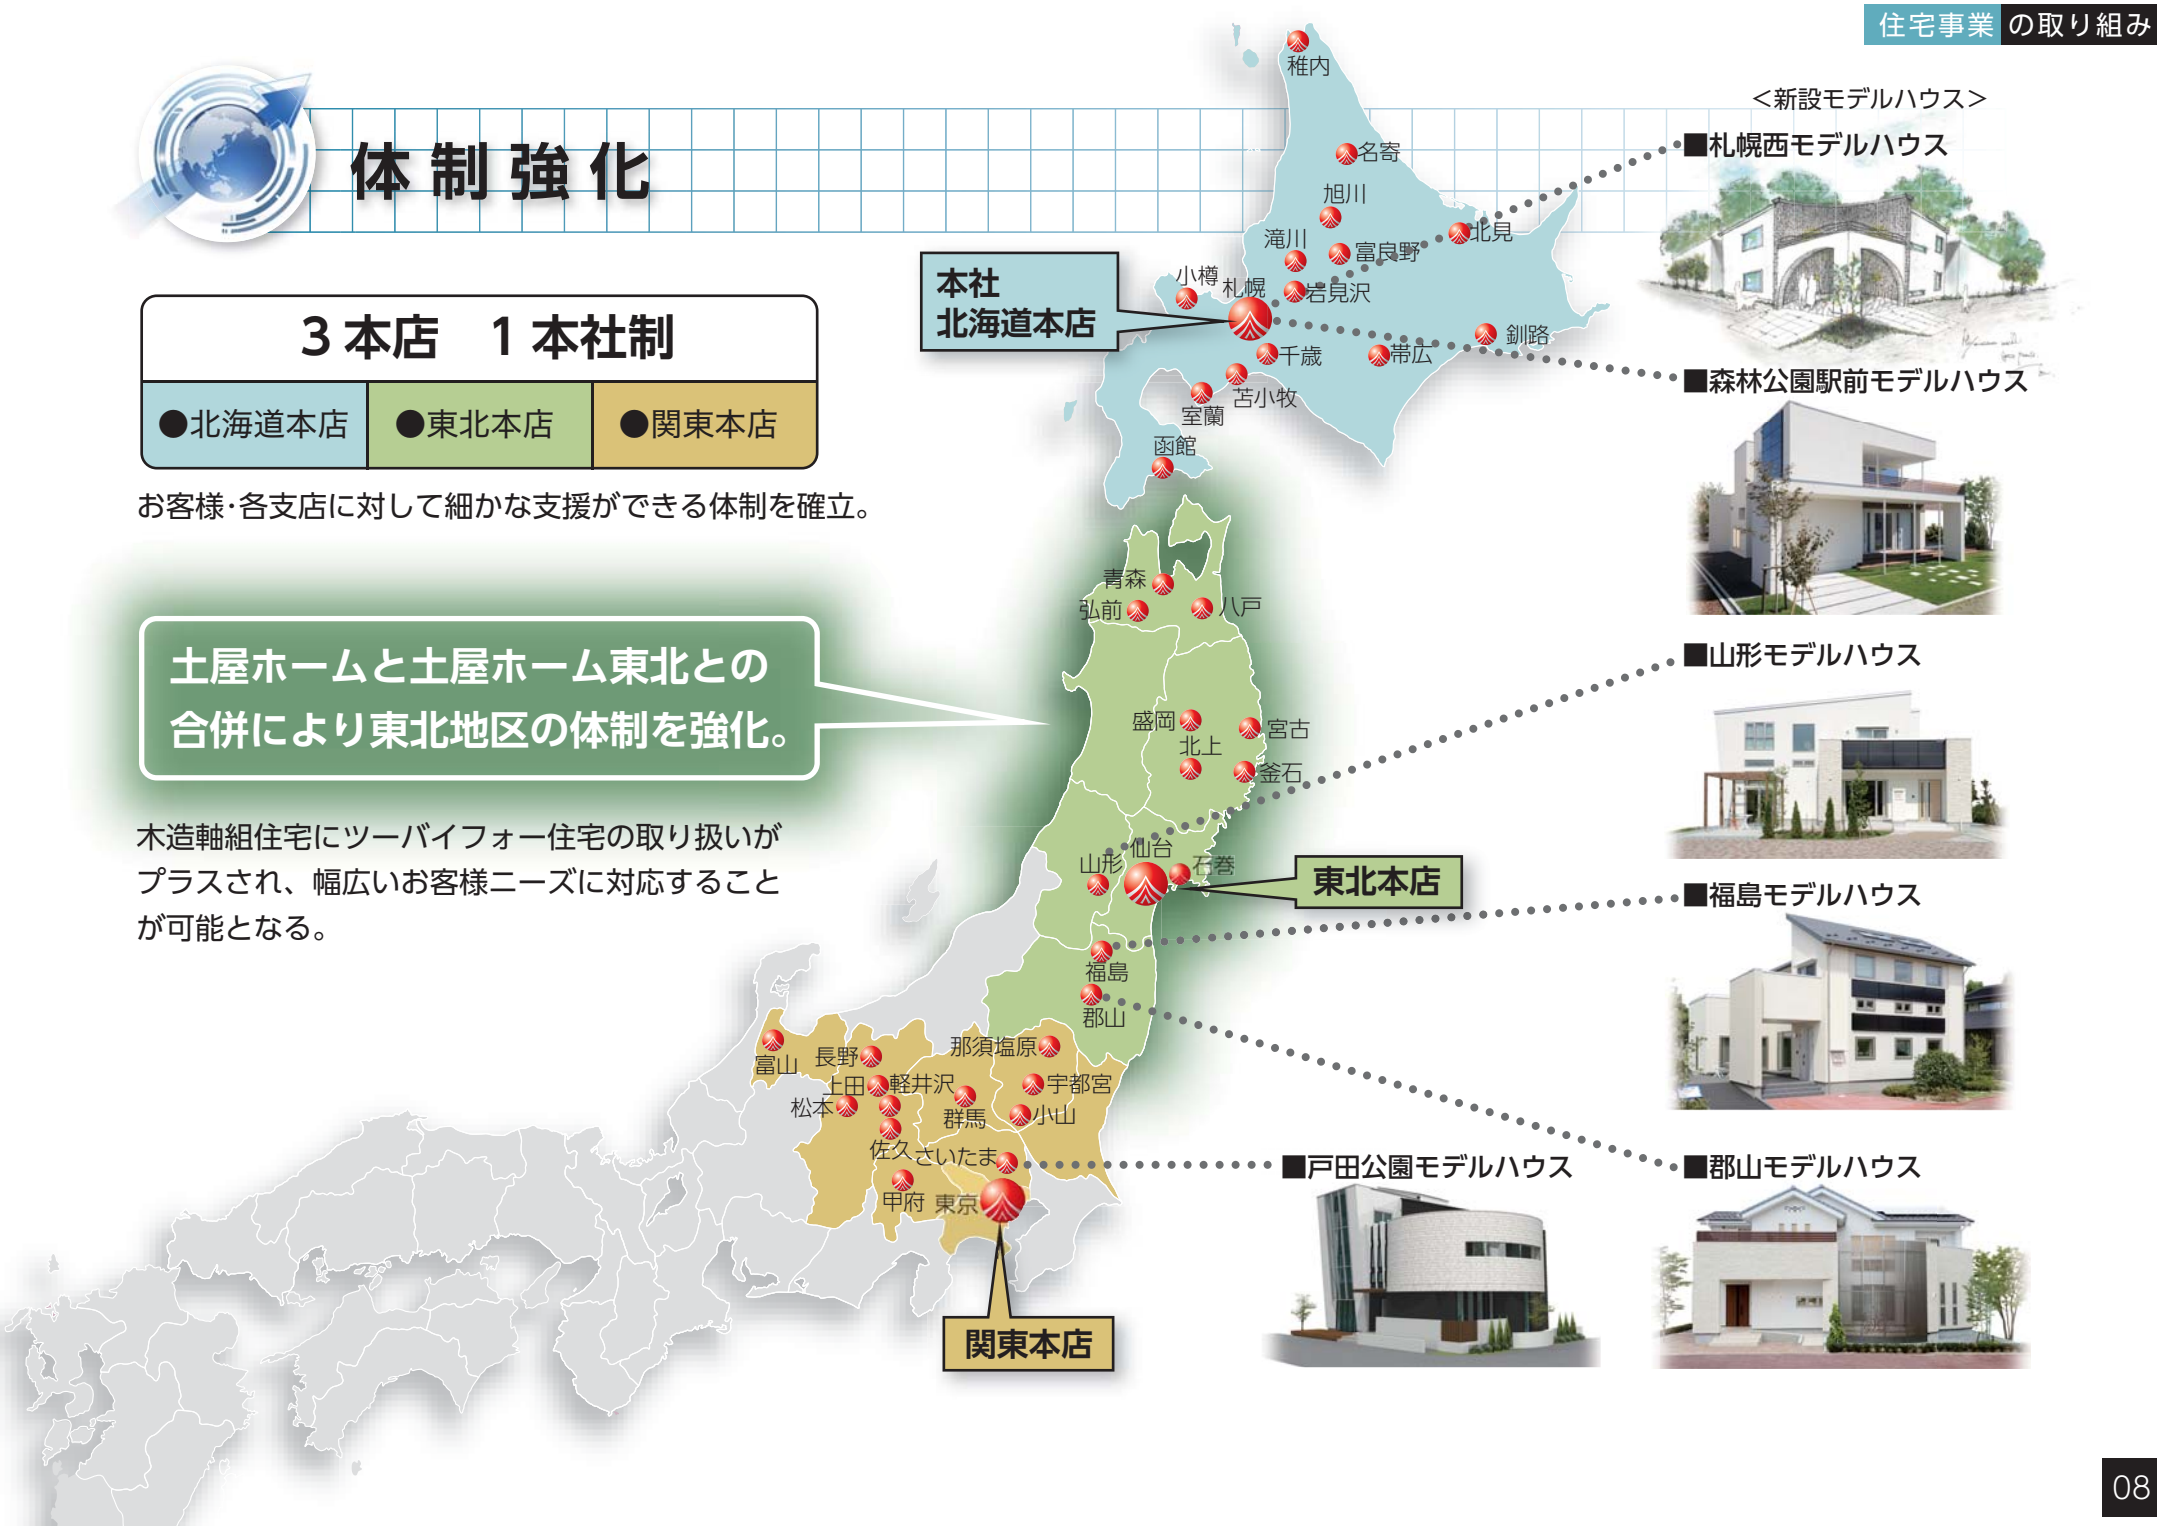 住宅事業の取り組み
体制強化
3本店 1本社制
●北海道本店
●東北本店
●関東本店
お客様・各支店に対して細かな支援ができる体制を確立。
土屋ホームと土屋ホーム東北との
合併により東北地区の体制を強化。
木造軸組住宅にツーバイフォー住宅の取り扱いが
プラスされ、幅広いお客様ニーズに対応すること
が可能となる。
本社
北海道本店
稚内
名寄
旭川
滝川
富良野
北見
小樽
札幌
岩見沢
釧路
千歳
帯広
苫小牧
室蘭
函館
青森
弘前
八戸
盛岡
宮古
北上
釜石
仙台
山形
石巻
東北本店
福島
郡山
富山
長野
那須塩原
上田
軽井沢
宇都宮
松本
群馬
小山
佐久
さいたま
甲府
東京
関東本店
<新設モデルハウス>
■札幌西モデルハウス
■森林公園駅前モデルハウス
■山形モデルハウス
■福島モデルハウス
■戸田公園モデルハウス
■郡山モデルハウス
08